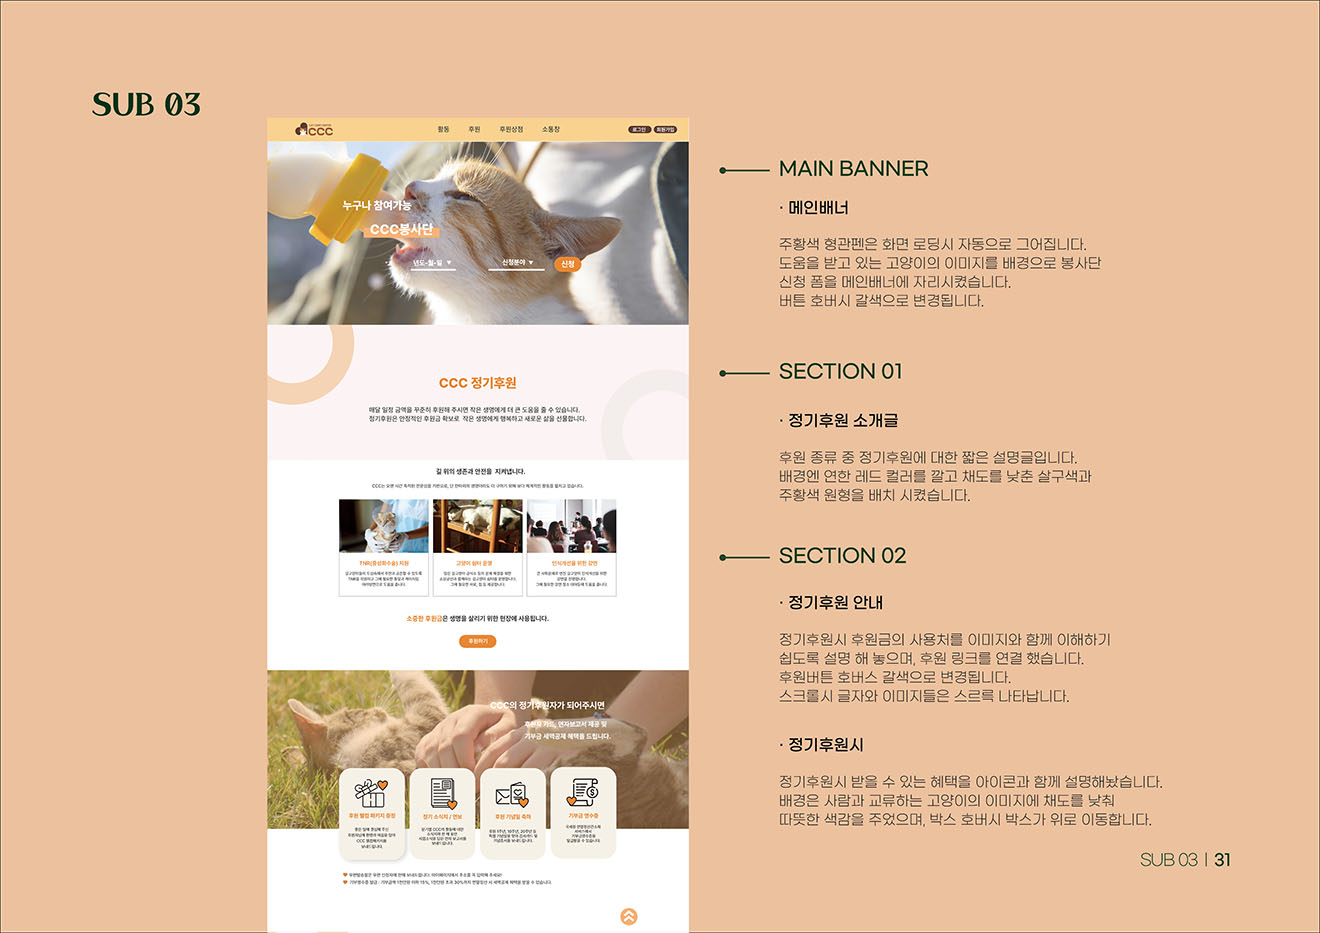 SUB 03
CCC
활동
후원
후원상점
소통창
로그인
회원가입
누구나 참여가능
CCC봉사단
년도-월-일 ▼
신청분야 ▼
신청
CCC 정기후원
매달 일정 금액을 꾸준히 후원해 주시면 작은 생명에게 더 큰 도움을 줄 수 있습니다.
정기후원은 안정적인 후원금 확보로 작은 생명에게 행복하고 새로운 삶을 선물합니다.
길 위의 생존과 안전을 지켜냅니다.
TNR(중성화수술) 지원
고양이 쉼터 운영
인식개선을 위한 강연
소중한 후원금은 생명을 살리기 위한 현장에 사용됩니다.
후원하기
CCC의 정기후원자가 되어주시면
기부금 세액공제 혜택을 드립니다.
후원 웰컴 패키지 증정
정기 소식지 / 연보
후원 기념일 축하
기부금 영수증
MAIN BANNER
· 메인배너
주황색 형관펜은 화면 로딩시 자동으로 그어집니다.
도움을 받고 있는 고양이의 이미지를 배경으로 봉사단
신청 폼을 메인배너에 자리시켰습니다.
버튼 호버시 갈색으로 변경됩니다.
SECTION 01
· 정기후원 소개글
후원 종류 중 정기후원에 대한 짧은 설명글입니다.
배경엔 연한 레드 컬러를 깔고 채도를 낮춘 살구색과
주황색 원형을 배치 시켰습니다.
SECTION 02
· 정기후원 안내
정기후원시 후원금의 사용처를 이미지와 함께 이해하기
쉽도록 설명 해 놓으며, 후원 링크를 연결 했습니다.
후원버튼 호버스 갈색으로 변경됩니다.
스크롤시 글자와 이미지들은 스르륵 나타납니다.
· 정기후원시
정기후원시 받을 수 있는 혜택을 아이콘과 함께 설명해놨습니다.
배경은 사람과 교류하는 고양이의 이미지에 채도를 낮춰
따뜻한 색감을 주었으며, 박스 호버시 박스가 위로 이동합니다.
SUB 03 | 31